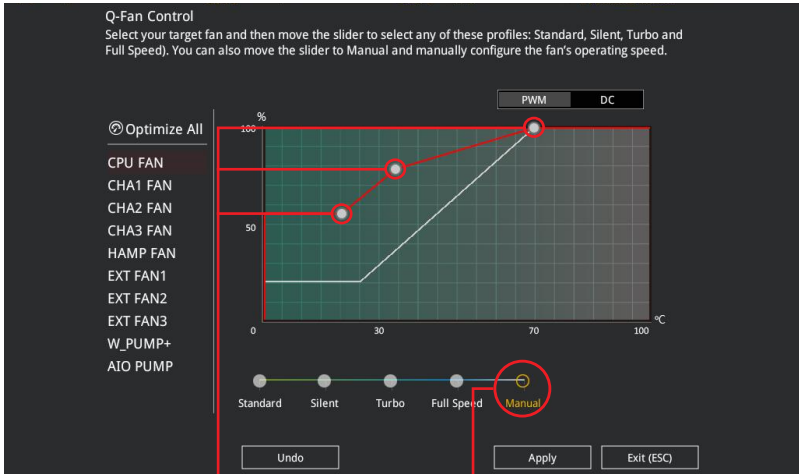 Q-Fan Control
Select your target fan and then move the slider to select any of these profiles: Standard, Silent, Turbo and
Full Speed). You can also move the slider to Manual and manually configure the fan's operating speed.
PWM DC
%
Optimize All
100
CPU FAN
CHA1 FAN
CHA2 FAN
CHA3 FAN
HAMP FAN
EXT FAN1
EXT FAN2
EXT FAN3
W_PUMP+
AIO PUMP
50
0 30 70 100
ºC
Standard Silent Turbo Full Speed Manual
Undo Apply Exit (ESC)